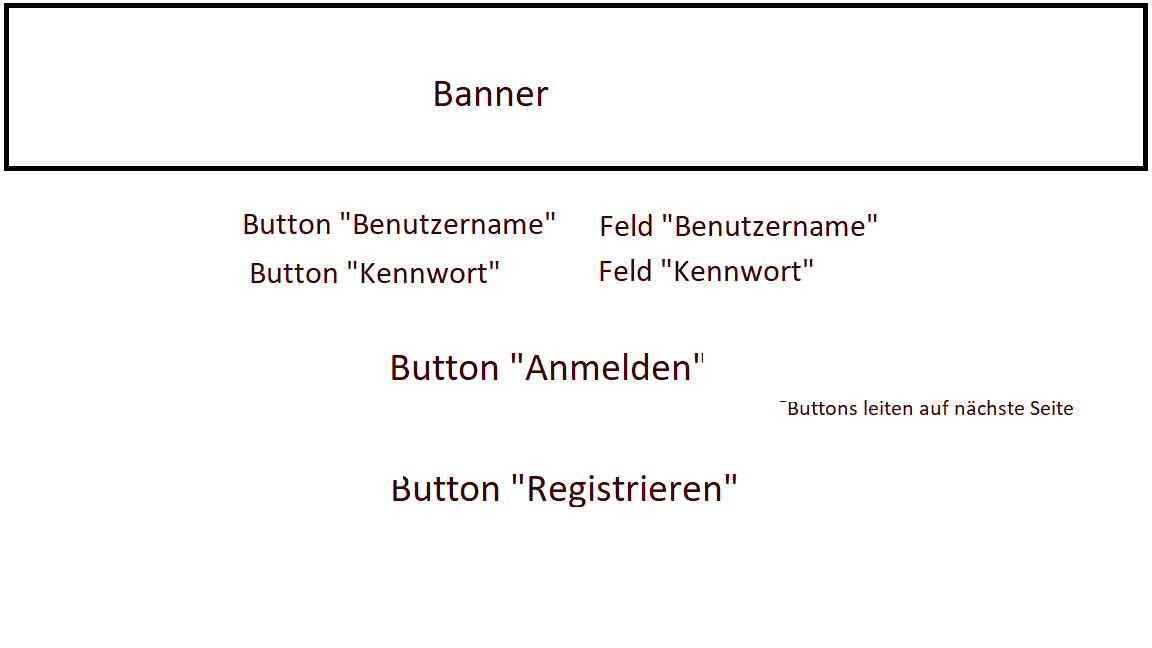 Banner
Button "Benutzername" Feld "Benutzername"
Button "Kennwort" Feld "Kennwort"
Button "Anmelden"
Buttons leiten auf nächste Seite
Button "Registrieren"